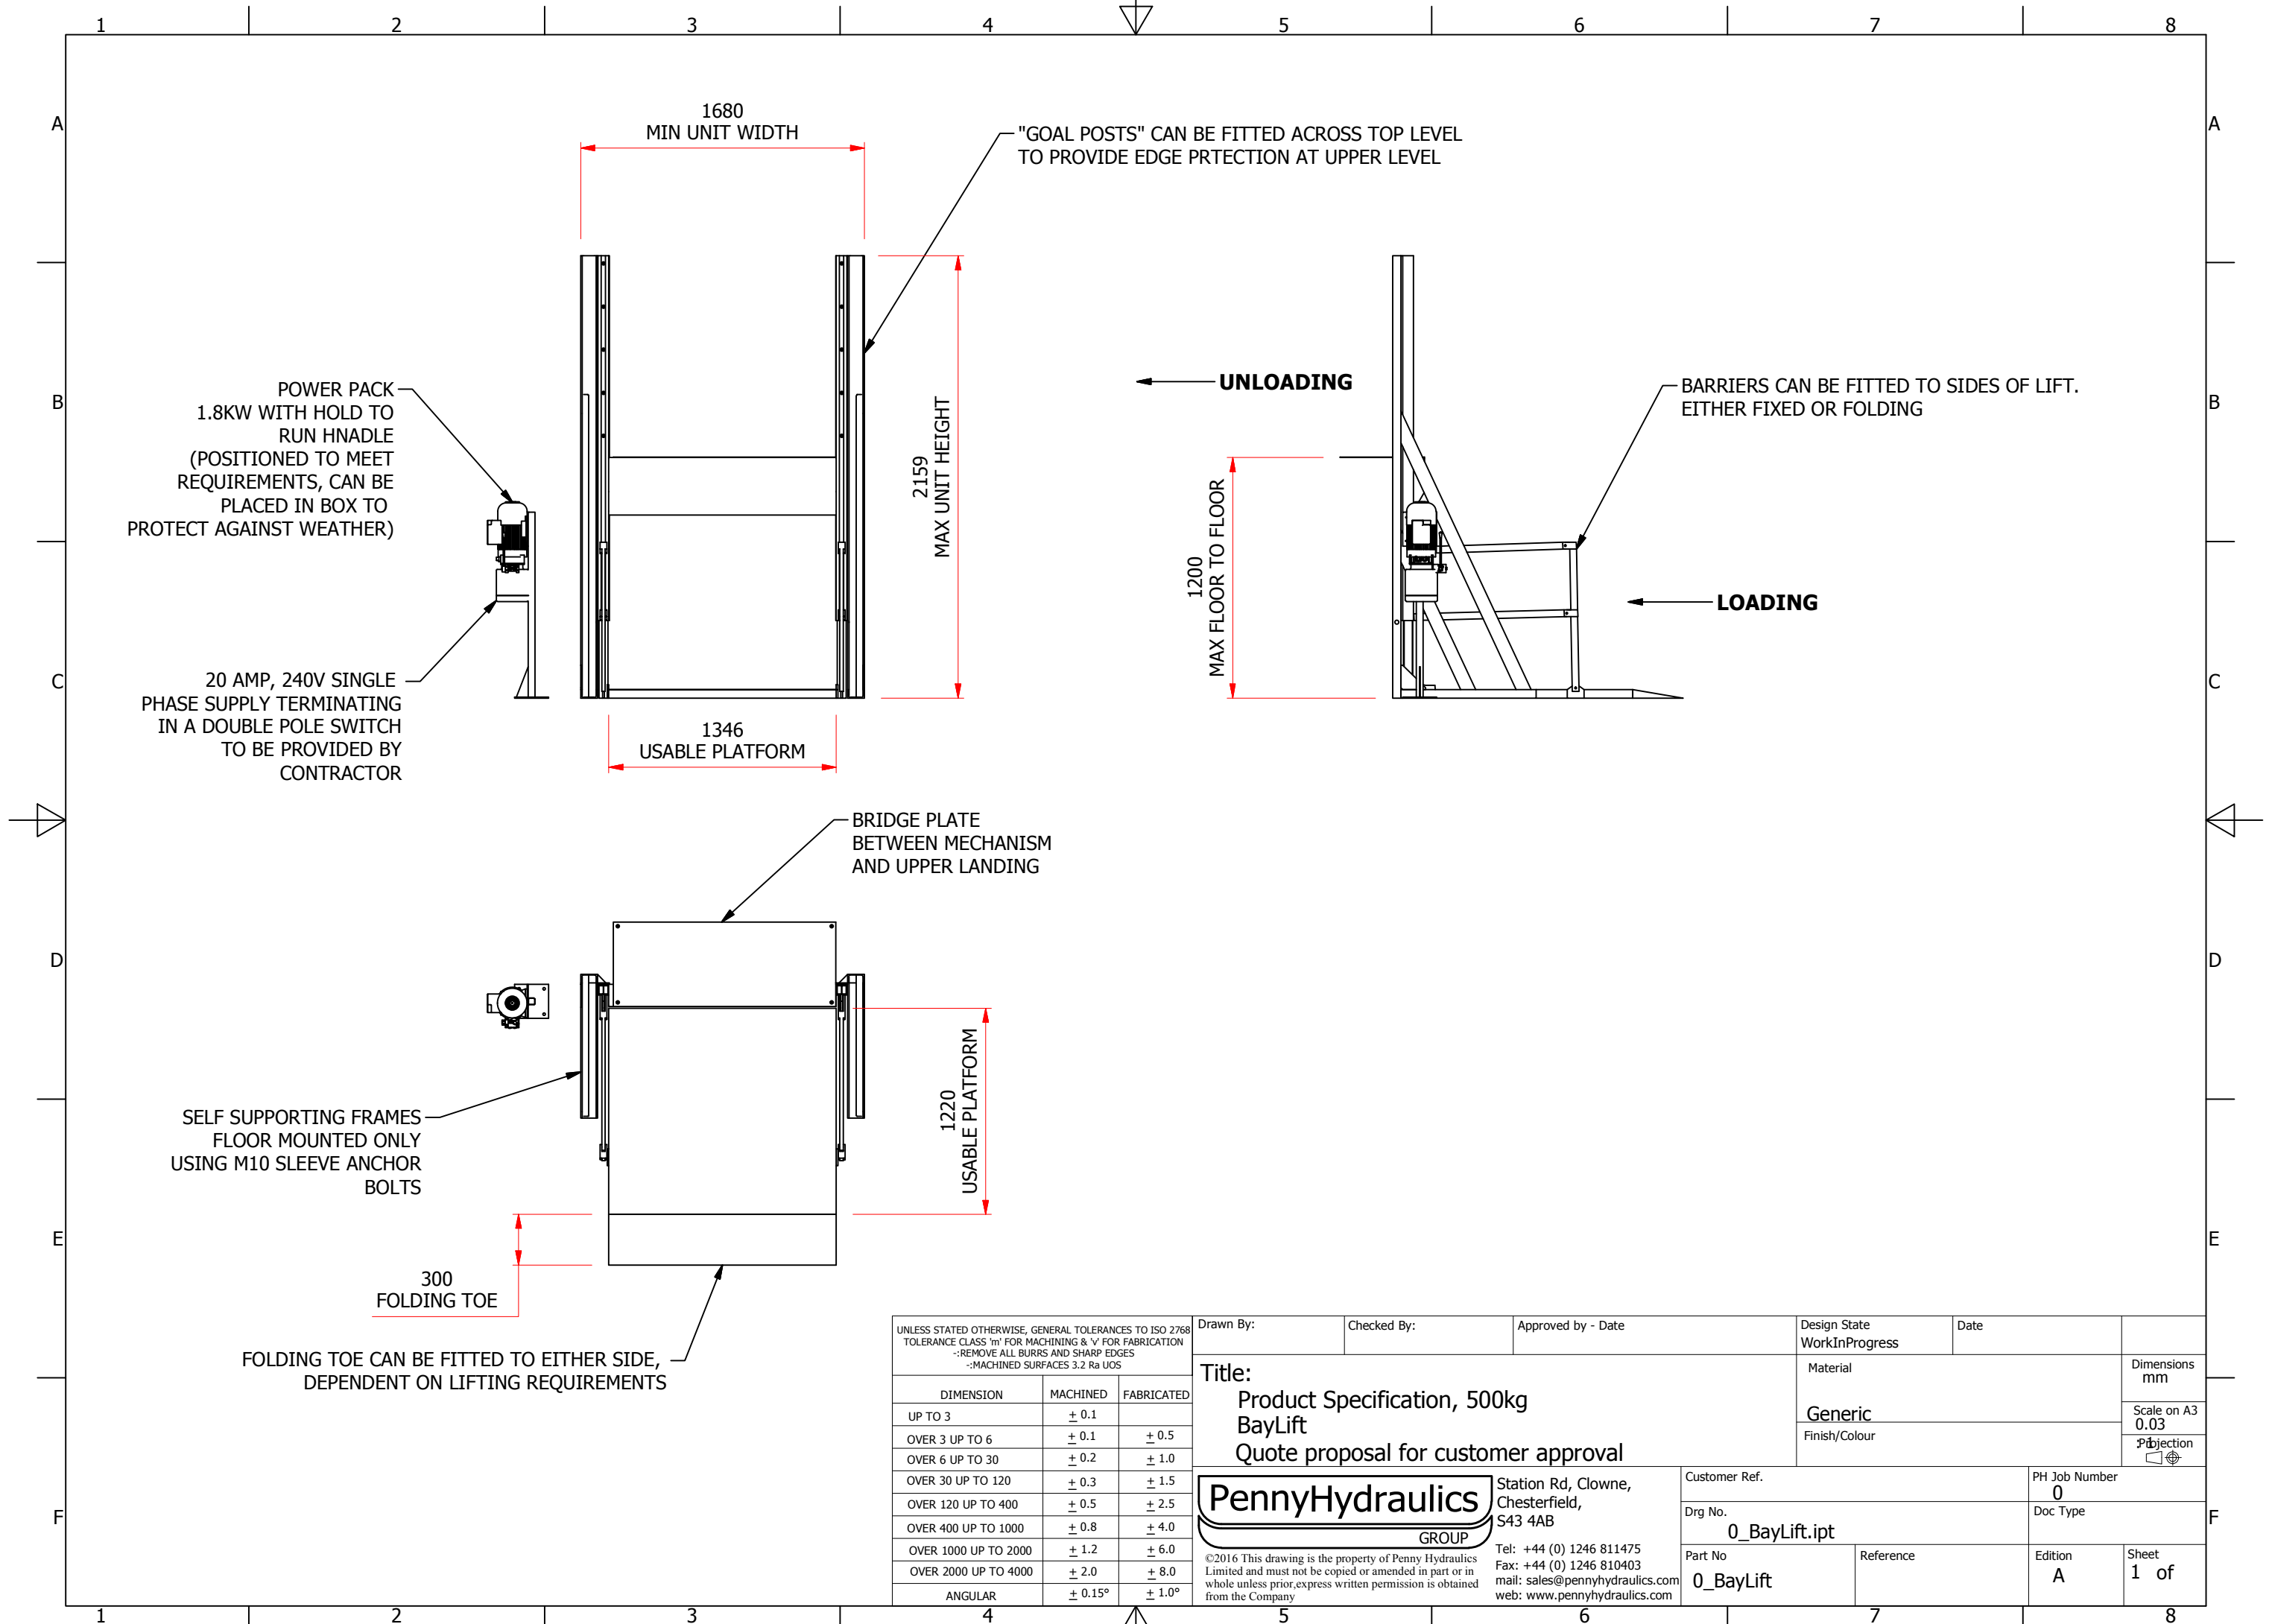 1 2 3 4 5 6 7 8
A A
B B
C C
D D
E E
F F
1680
MIN UNIT WIDTH
"GOAL POSTS" CAN BE FITTED ACROSS TOP LEVEL
TO PROVIDE EDGE PRTECTION AT UPPER LEVEL
POWER PACK
1.8KW WITH HOLD TO
RUN HNADLE
(POSITIONED TO MEET
REQUIREMENTS, CAN BE
PLACED IN BOX TO
PROTECT AGAINST WEATHER)
2159
MAX UNIT HEIGHT
UNLOADING
BARRIERS CAN BE FITTED TO SIDES OF LIFT.
EITHER FIXED OR FOLDING
1200
MAX FLOOR TO FLOOR
LOADING
20 AMP, 240V SINGLE
PHASE SUPPLY TERMINATING
IN A DOUBLE POLE SWITCH
TO BE PROVIDED BY
CONTRACTOR
1346
USABLE PLATFORM
BRIDGE PLATE
BETWEEN MECHANISM
AND UPPER LANDING
1220
USABLE PLATFORM
SELF SUPPORTING FRAMES
FLOOR MOUNTED ONLY
USING M10 SLEEVE ANCHOR
BOLTS
300
FOLDING TOE
FOLDING TOE CAN BE FITTED TO EITHER SIDE,
DEPENDENT ON LIFTING REQUIREMENTS
UNLESS STATED OTHERWISE, GENERAL TOLERANCES TO ISO 2768
TOLERANCE CLASS 'm' FOR MACHINING & 'v' FOR FABRICATION
-:REMOVE ALL BURRS AND SHARP EDGES
-:MACHINED SURFACES 3.2 Ra UOS
DIMENSION MACHINED FABRICATED
UP TO 3 ± 0.1
OVER 3 UP TO 6 ± 0.1 ± 0.5
OVER 6 UP TO 30 ± 0.2 ± 1.0
OVER 30 UP TO 120 ± 0.3 ± 1.5
OVER 120 UP TO 400 ± 0.5 ± 2.5
OVER 400 UP TO 1000 ± 0.8 ± 4.0
OVER 1000 UP TO 2000 ± 1.2 ± 6.0
OVER 2000 UP TO 4000 ± 2.0 ± 8.0
ANGULAR ± 0.15° ± 1.0°
Drawn By: Checked By: Approved by - Date
Design State
WorkInProgress
Date
Title:
Product Specification, 500kg
BayLift
Quote proposal for customer approval
Material
Generic
Finish/Colour
Dimensions
mm
Scale on A3
0.03
: 1
Projection
PennyHydraulics
GROUP
©2016 This drawing is the property of Penny Hydraulics
Limited and must not be copied or amended in part or in
whole unless prior,express written permission is obtained
from the Company
Station Rd, Clowne,
Chesterfield,
S43 4AB
Tel: +44 (0) 1246 811475
Fax: +44 (0) 1246 810403
mail: sales@pennyhydraulics.com
web: www.pennyhydraulics.com
Customer Ref.
PH Job Number
0
Drg No.
0_BayLift.ipt
Doc Type
Part No
0_BayLift
Reference
Edition
A
Sheet
1 of
1 2 3 4 5 6 7 8